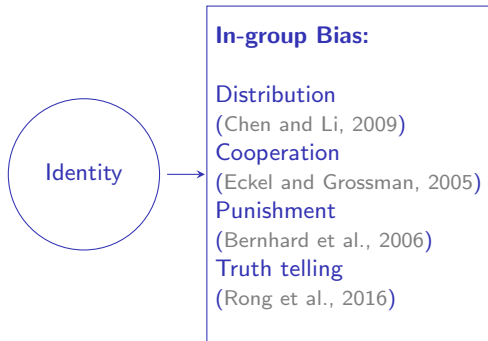 Identity
In-group Bias:
Distribution
(Chen and Li, 2009)
Cooperation
(Eckel and Grossman, 2005)
Punishment
(Bernhard et al., 2006)
Truth telling
(Rong et al., 2016)